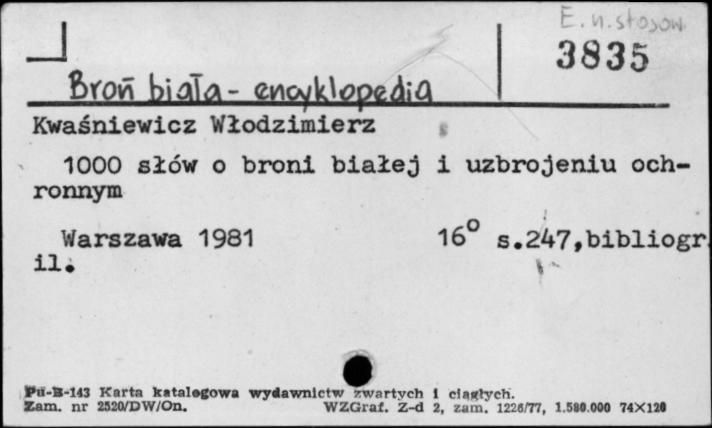 E. n. stosow.
3835
Broń biała - encyklopedia
Kwaśniewicz Włodzimierz
1000 słów o broni białej i uzbrojeniu och-
ronnym
Warszawa 1981 16° s.247,bibliogr
il.
Pu-B-143 Karta katalogowa wydawnictw zwartych i ciągłych.
Zam. nr 2520/DW/On. WZGraf. Z-d 2, zam. 1226/77, 1.580.000 74X126